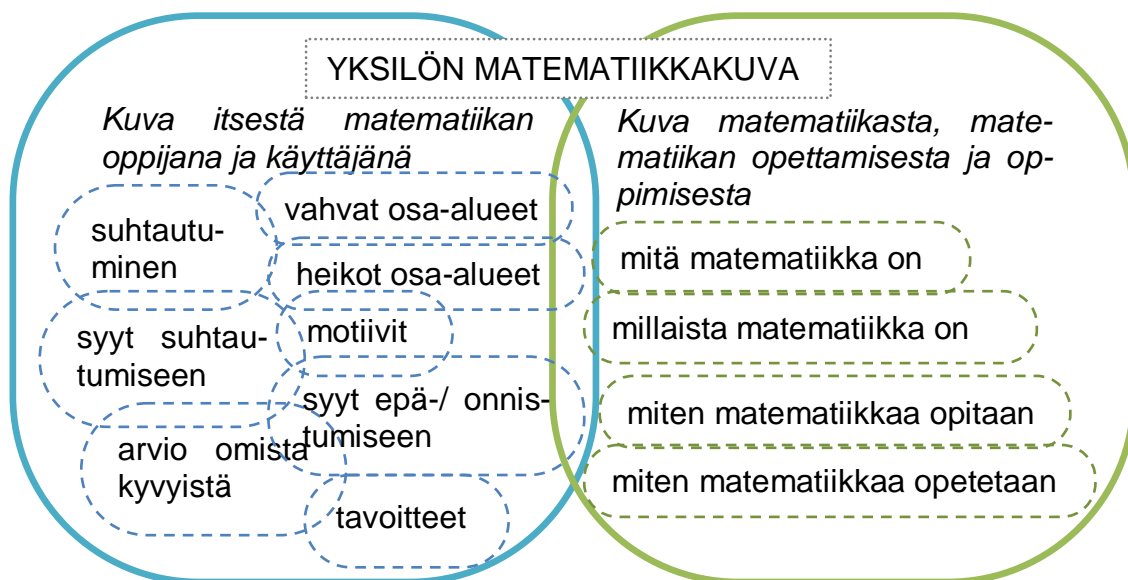 YKSILÖN MATEMATIIKKAKUVA
Kuva itsestä matematiikan
oppijana ja käyttäjänä
suhtautu-
minen
vahvat osa-alueet
heikot osa-alueet
syyt suhtau-
tumiseen
motiivit
syyt epä-/ onnis-
tumiseen
arvio omista
kyvyistä
tavoitteet
Kuva matematiikasta, mate-
matiikan opettamisesta ja op-
pimisesta
mitä matematiikka on
millaista matematiikka on
miten matematiikkaa opitaan
miten matematiikkaa opetetaan